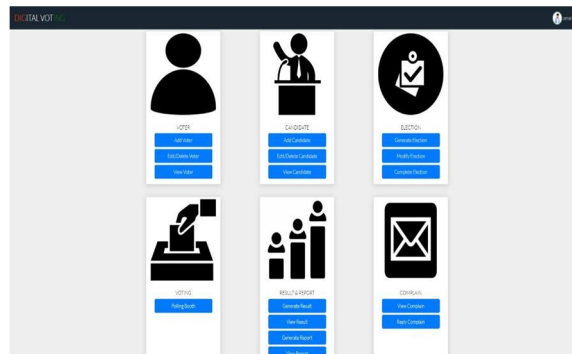 DIGITAL VOTING
VOTER
Add Voter
Edit/Delete Voter
View Voter
CANDIDATE
Add Candidate
Edit/Delete Candidate
View Candidate
ELECTION
Generate Election
Modify Election
Complete Election
VOTING
Polling Booth
RESULT & REPORT
Generate Result
View Result
Generate Report
View Report
COMPLAIN
View Complain
Reply Complain